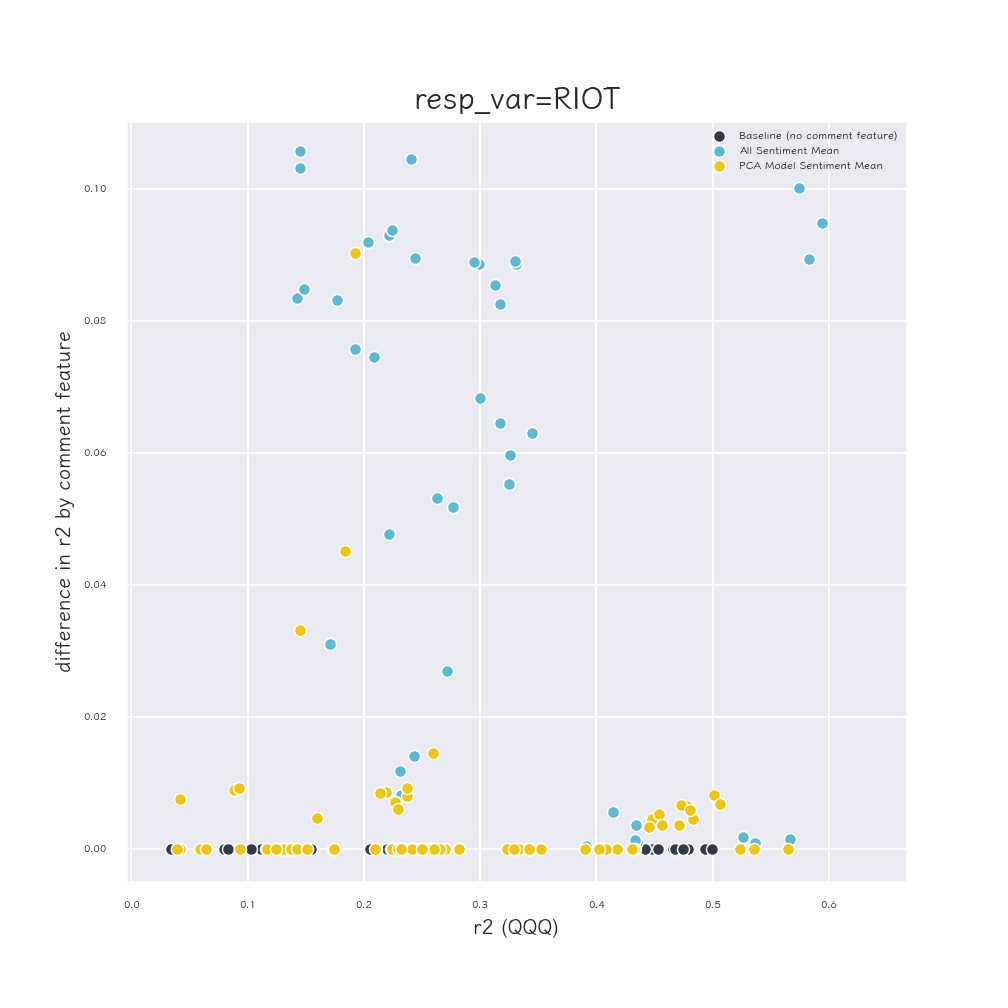 resp_var=RIOT
Baseline (no comment feature)
All Sentiment Mean
PCA Model Sentiment Mean
difference in r2 by comment feature
0.10
0.08
0.06
0.04
0.02
0.00
0.0 0.1 0.2 0.3 0.4 0.5 0.6
r2 (QQQ)